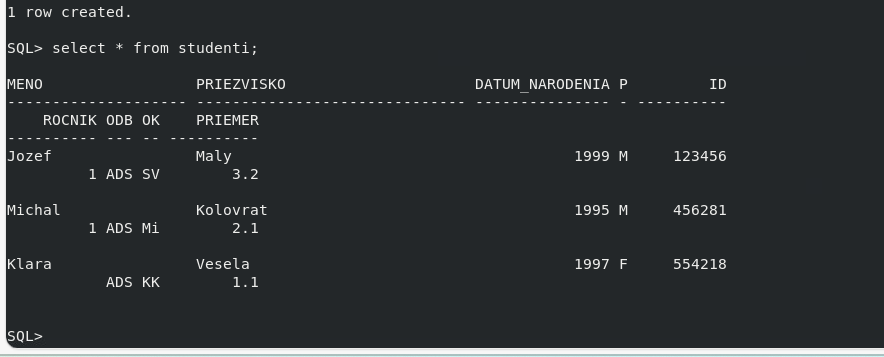 1 row created.
SQL> select * from studenti;
MENO                 PRIEZVISKO                     DATUM_NARODENIA P         ID
-------------------- ------------------------------ --------------- - ----------
    ROCNIK ODB OK    PRIEMER
---------- --- -- ----------
Jozef                Maly                                      1999 M     123456
         1 ADS SV        3.2
Michal               Kolovrat                                  1995 M     456281
         1 ADS Mi        2.1
Klara                Vesela                                    1997 F     554218
           ADS KK        1.1
SQL>